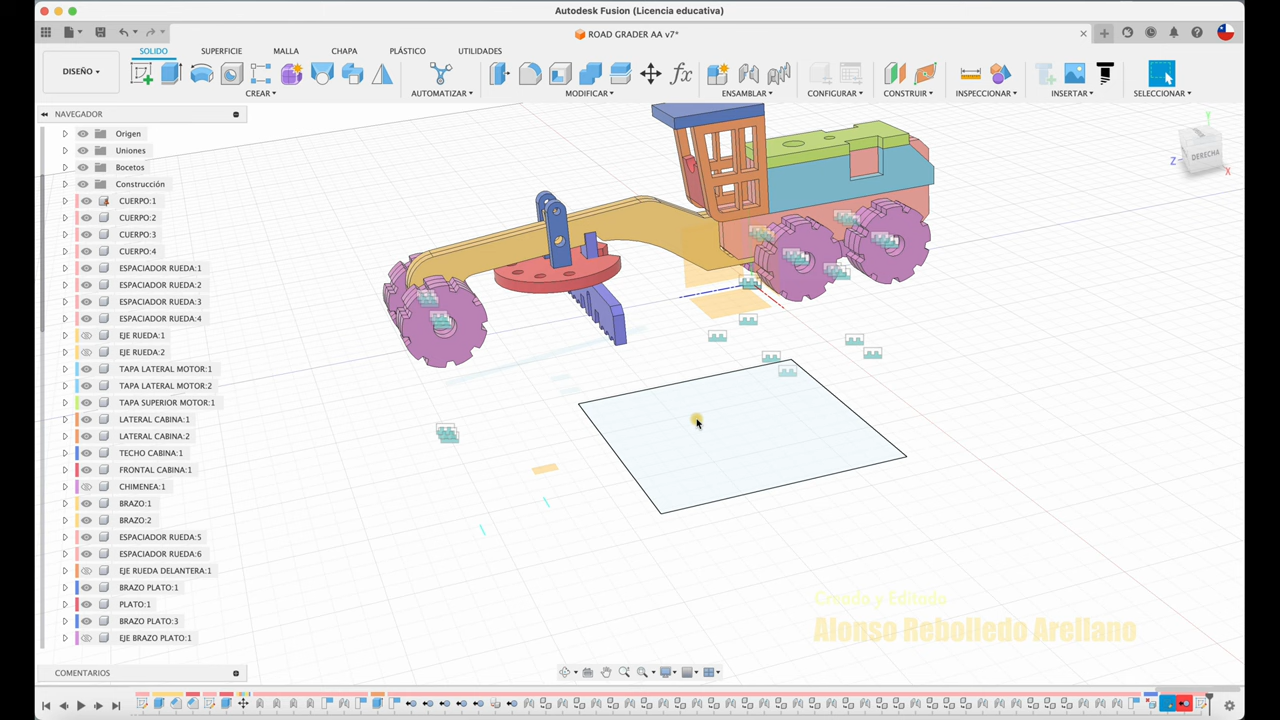 Autodesk Fusion (Licencia educativa)
ROAD GRADER AA v7*
SOLIDO SUPERFICIE MALLA CHAPA PLÁSTICO UTILIDADES
DISEÑO
CREAR AUTOMATIZAR MODIFICAR ENSAMBLAR CONFIGURAR CONSTRUIR INSPECCIONAR INSERTAR SELECCIONAR
NAVEGADOR
Origen
Uniones
Bocetos
Construcción
CUERPO:1
CUERPO:2
CUERPO:3
CUERPO:4
ESPACIADOR RUEDA:1
ESPACIADOR RUEDA:2
ESPACIADOR RUEDA:3
ESPACIADOR RUEDA:4
EJE RUEDA:1
EJE RUEDA:2
TAPA LATERAL MOTOR:1
TAPA LATERAL MOTOR:2
TAPA SUPERIOR MOTOR:1
LATERAL CABINA:1
LATERAL CABINA:2
TECHO CABINA:1
FRONTAL CABINA:1
CHIMENEA:1
BRAZO:1
BRAZO:2
ESPACIADOR RUEDA:5
ESPACIADOR RUEDA:6
EJE RUEDA DELANTERA:1
BRAZO PLATO:1
PLATO:1
BRAZO PLATO:3
EJE BRAZO PLATO:1
COMENTARIOS
Y
Z
X
DERECHA
Creado y Editado
Alonso Rebolledo Arellano